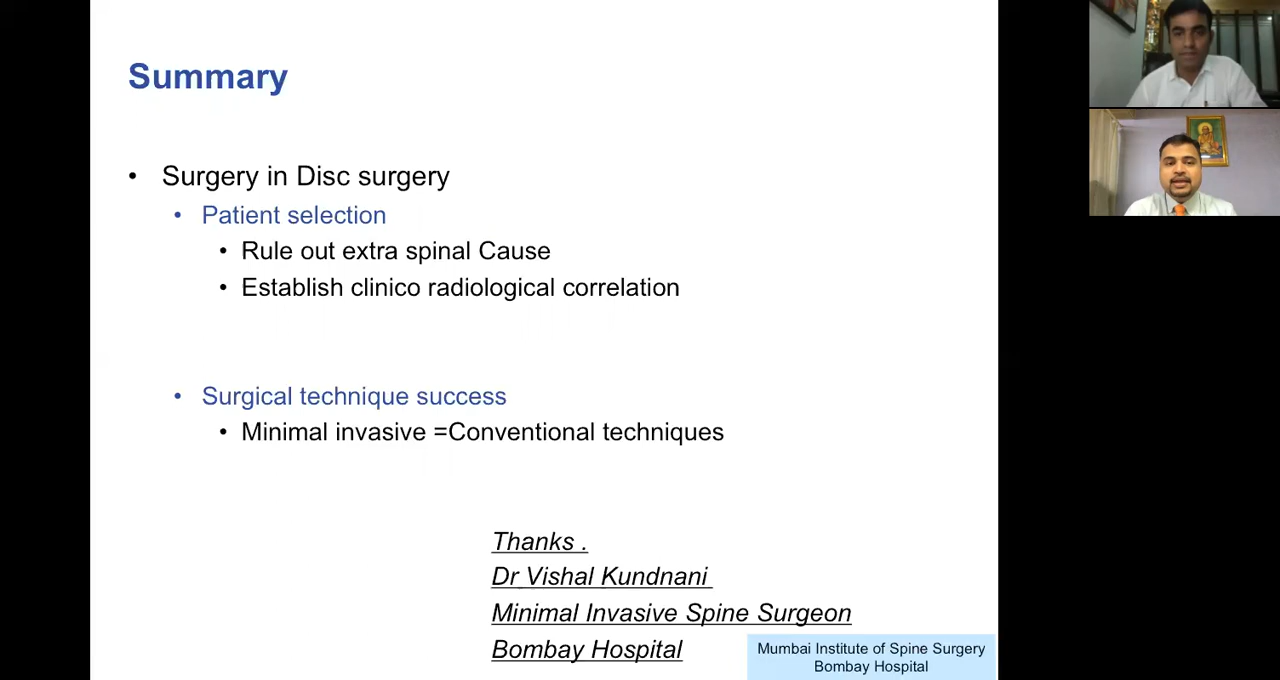 Summary
• Surgery in Disc surgery
• Patient selection
• Rule out extra spinal Cause
• Establish clinico radiological correlation
• Surgical technique success
• Minimal invasive =Conventional techniques
Thanks .
Dr Vishal Kundnani
Minimal Invasive Spine Surgeon
Bombay Hospital
Mumbai Institute of Spine Surgery
Bombay Hospital